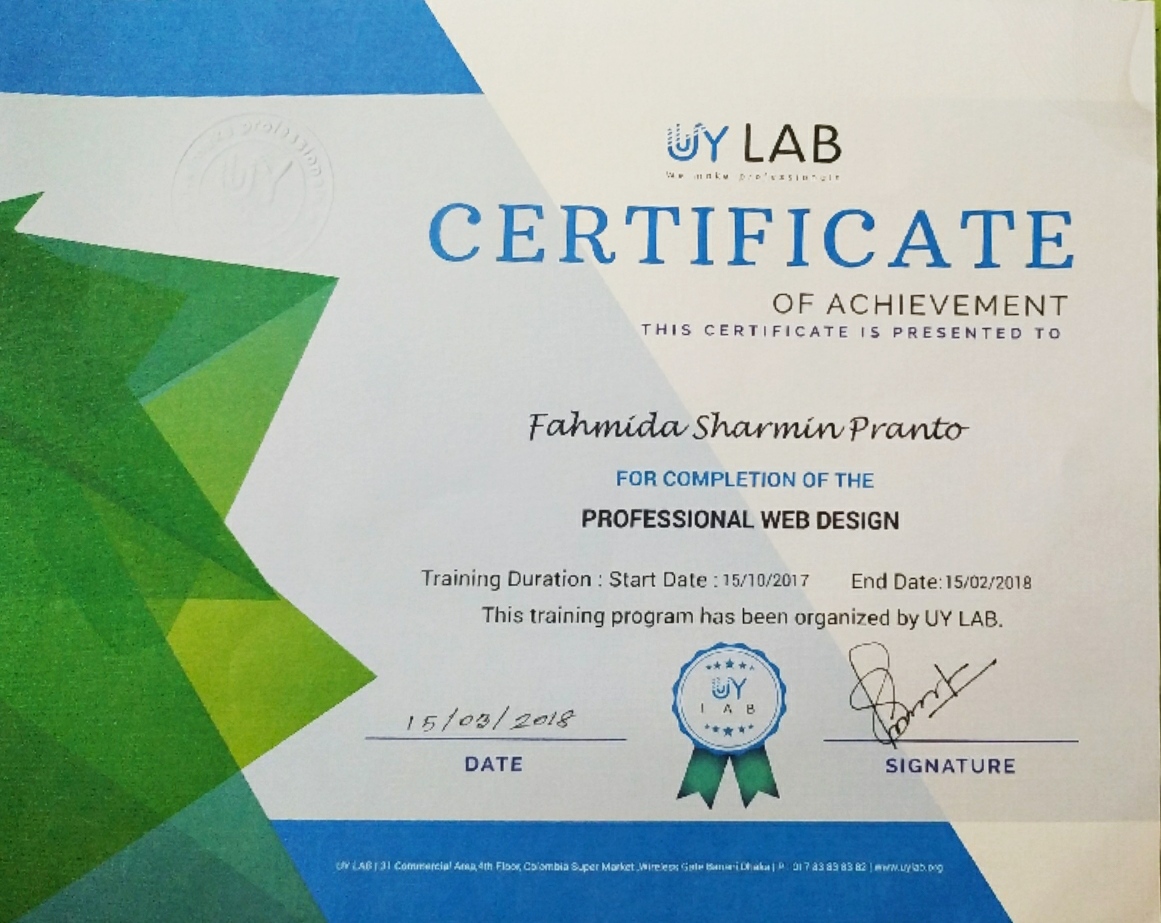 UY LAB
We make professionals
CERTIFICATE
OF ACHIEVEMENT
THIS CERTIFICATE IS PRESENTED TO
Fahmida Sharmin Pranto
FOR COMPLETION OF THE
PROFESSIONAL WEB DESIGN
Training Duration : Start Date : 15/10/2017 End Date: 15/02/2018
This training program has been organized by UY LAB.
UY
LAB
15/03/2018
DATE
SIGNATURE
UY LAB | 31 Commercial Area, 4th Floor, Colombia Super Market, Wireless Gate Banani Dhaka | P: 017 83 83 83 82 | www.uylab.org
professional
UY